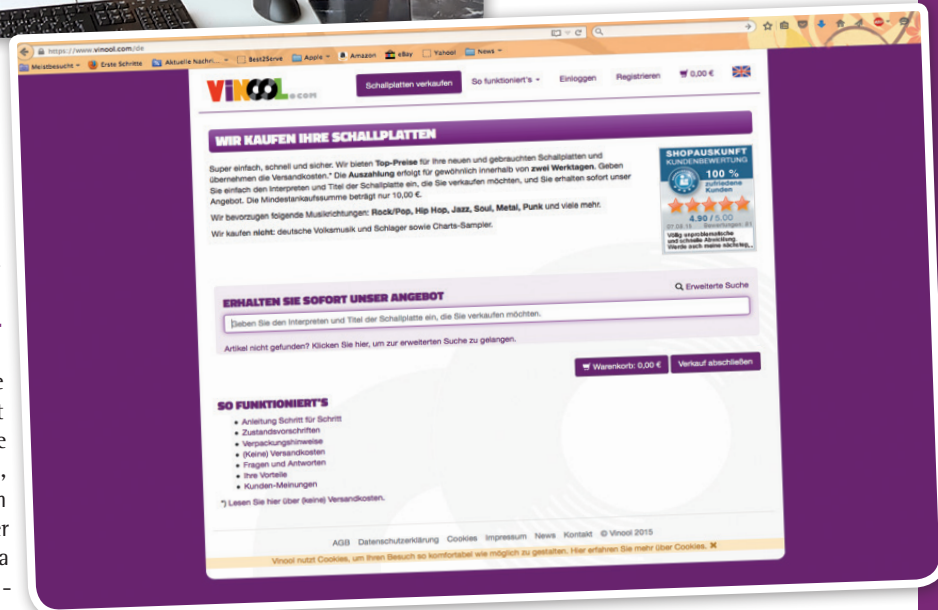 https://www.vinool.com/de
Meistbesucht Erste Schritte Aktuelle Nachri... Best2Serve Apple Amazon eBay Yahoo! News
ViNOOL.com
Schallplatten verkaufen So funktioniert's Einloggen Registrieren 0,00 €
WIR KAUFEN IHRE SCHALLPLATTEN
Super einfach, schnell und sicher. Wir bieten Top-Preise für Ihre neuen und gebrauchten Schallplatten und
übernehmen die Versandkosten.* Die Auszahlung erfolgt für gewöhnlich innerhalb von zwei Werktagen. Geben
Sie einfach den Interpreten und Titel der Schallplatte ein, die Sie verkaufen möchten, und Sie erhalten sofort unser
Angebot. Die Mindestankaufssumme beträgt nur 10,00 €.
Wir bevorzugen folgende Musikrichtungen: Rock/Pop, Hip Hop, Jazz, Soul, Metal, Punk und viele mehr.
Wir kaufen nicht: deutsche Volksmusik und Schlager sowie Charts-Sampler.
SHOPAUSKUNFT
KUNDENBEWERTUNG
100 %
zufriedene
Kunden
4.90 / 5.00
Bewertungen:
Völlig unproblematische
und schnelle Abwicklung.
Werde auch meine nächsten...
ERHALTEN SIE SOFORT UNSER ANGEBOT
Erweiterte Suche
Geben Sie den Interpreten und Titel der Schallplatte ein, die Sie verkaufen möchten.
Artikel nicht gefunden? Klicken Sie hier, um zur erweiterten Suche zu gelangen.
Warenkorb: 0,00 €
Verkauf abschließen
SO FUNKTIONIERT'S
Anleitung Schritt für Schritt
Zustandsvorschriften
Verpackungshinweise
(Keine) Versandkosten
Fragen und Antworten
Ihre Vorteile
Kunden-Meinungen
*) Lesen Sie hier über (keine) Versandkosten.
AGB Datenschutzerklärung Cookies Impressum News Kontakt © Vinool 2015
Vinool nutzt Cookies, um Ihren Besuch so komfortabel wie möglich zu gestalten. Hier erfahren Sie mehr über Cookies.